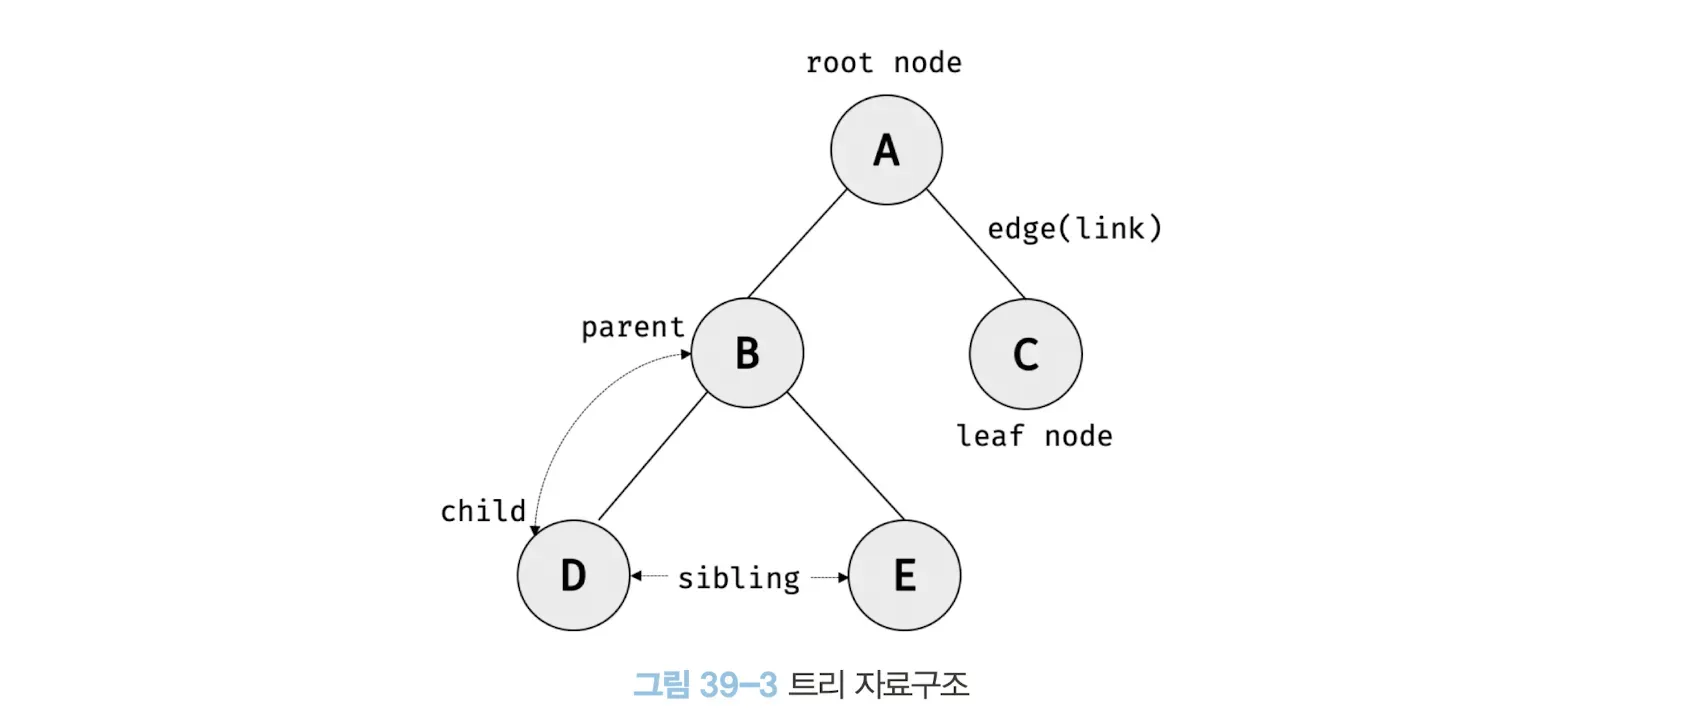 root node
A
edge(link)
parent
B
C
leaf node
child
D
sibling
E
그림 39-3 트리 자료구조